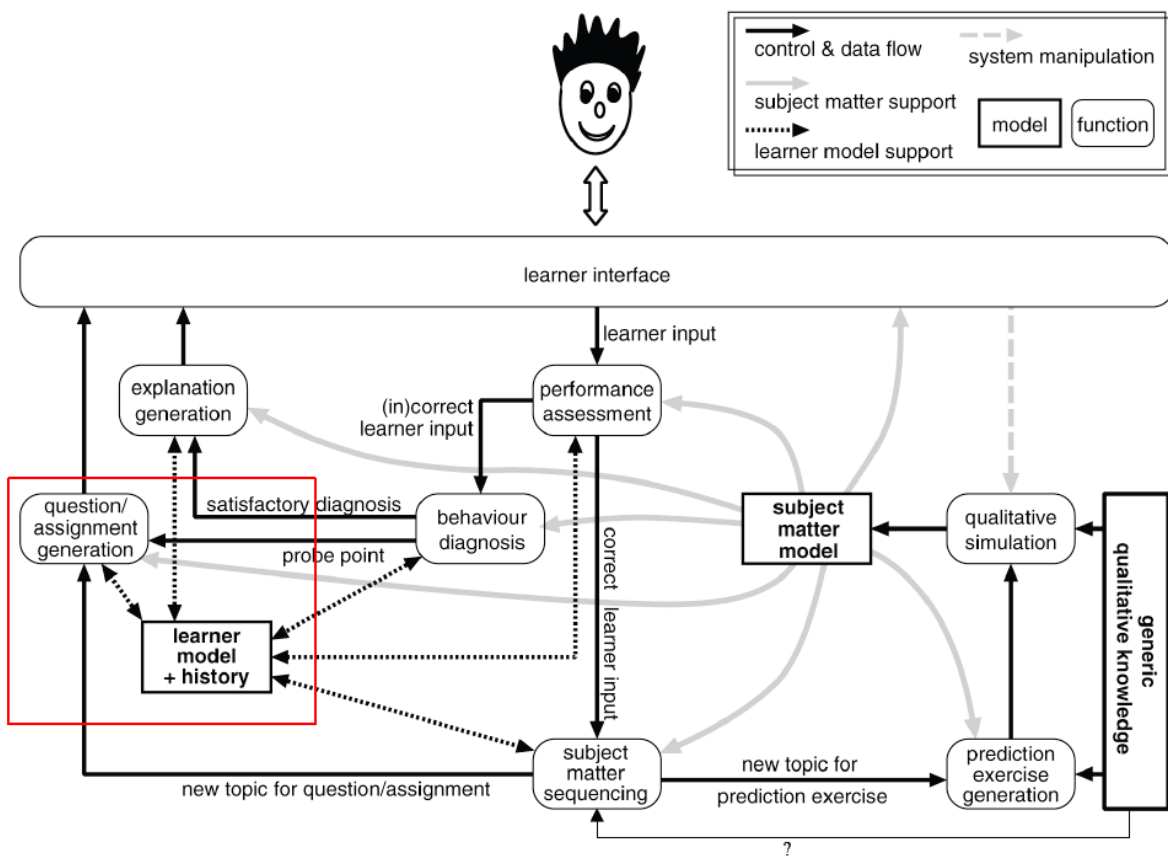 control & data flow
system manipulation
subject matter support
model
function
learner model support
learner interface
learner input
explanation
generation
(in)correct
learner input
performance
assessment
question/
assignment
generation
satisfactory diagnosis
probe point
behaviour
diagnosis
subject
matter
model
qualitative
simulation
generic
qualitative knowledge
correct learner input
learner
model
+ history
new topic for question/assignment
subject
matter
sequencing
new topic for
prediction exercise
prediction
exercise
generation
?